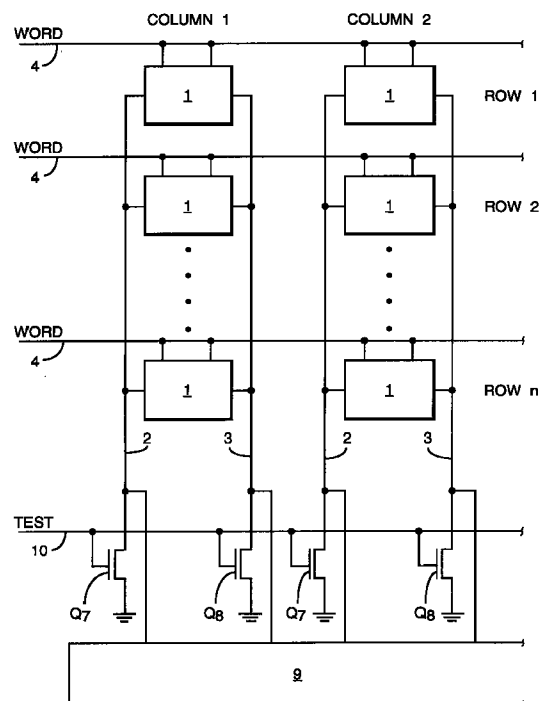 COLUMN 1 COLUMN 2
WORD
4
1 1 ROW 1
WORD
4
1 1 ROW 2
WORD
4
1 1 ROW n
2 3 2 3
TEST
10
Q7 Q8 Q7 Q8
9